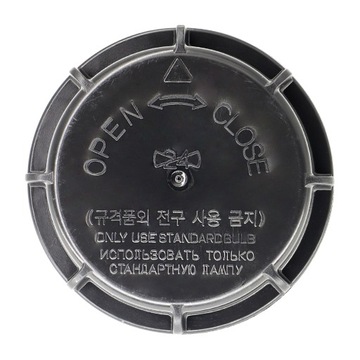 OPEN CLOSE
(규격품외 전구 사용 금지)
ONLY USE STANDARD BULB
ИСПОЛЬЗОВАТЬ ТОЛЬКО
СТАНДАРТНУЮ ЛАМПУ